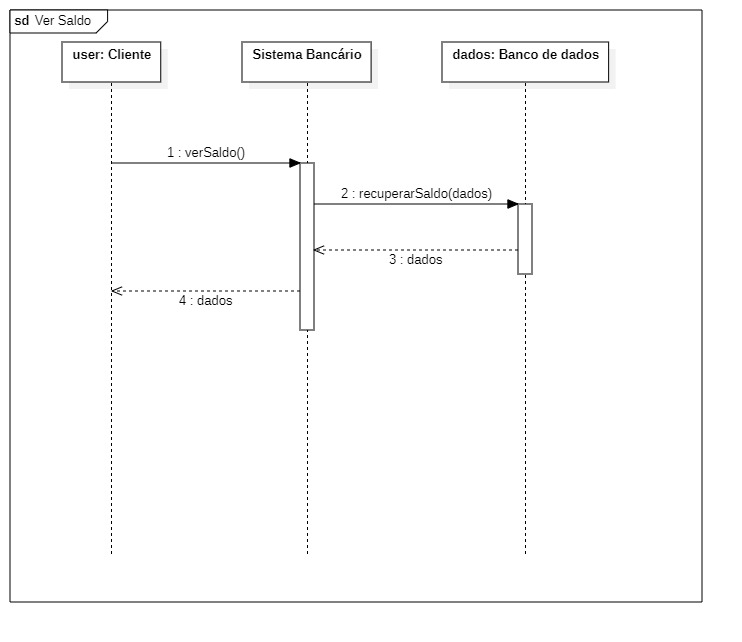 sd Ver Saldo
user: Cliente
Sistema Bancário
dados: Banco de dados
1 : verSaldo()
2 : recuperarSaldo(dados)
3 : dados
4 : dados